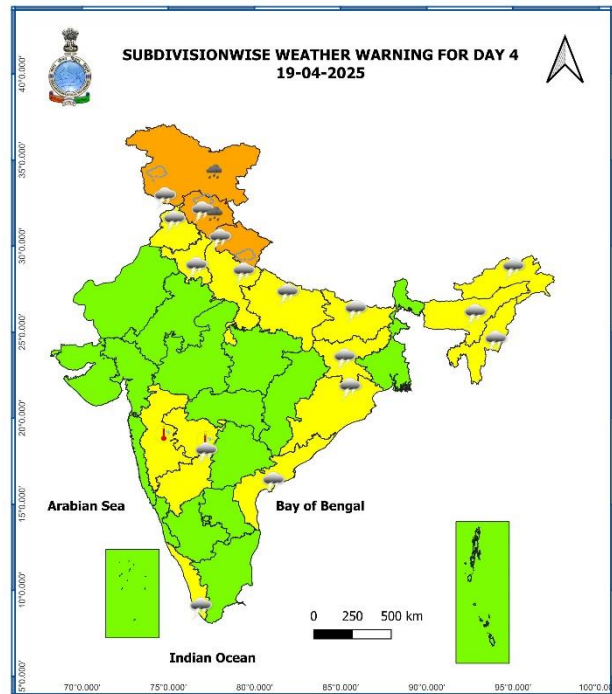 SUBDIVISIONWISE WEATHER WARNING FOR DAY 4
19-04-2025
40°0.000'
35°0.000'
30°0.000'
25°0.000'
20°0.000'
15°0.000'
10°0.000'
5°0.000'
Arabian Sea
Bay of Bengal
0 250 500 km
Indian Ocean
70°0.000' 75°0.000' 80°0.000' 85°0.000' 90°0.000' 95°0.000' 100°0.0